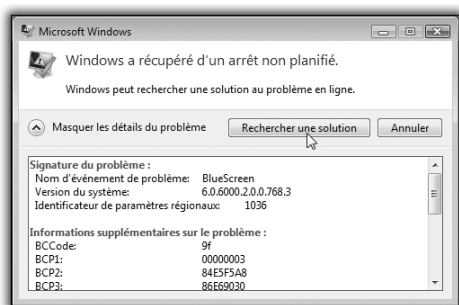 Microsoft Windows
Windows a récupéré d'un arrêt non planifié.
Windows peut rechercher une solution au problème en ligne.
Masquer les détails du problème
Rechercher une solution
Annuler
Signature du problème :
Nom d'événement de problème: BlueScreen
Version du système: 6.0.6000.2.0.0.768.3
Identificateur de paramètres régionaux: 1036
Informations supplémentaires sur le problème :
BCCode: 9f
BCP1: 00000003
BCP2: 84E5F5A8
BCP3: 86E69030